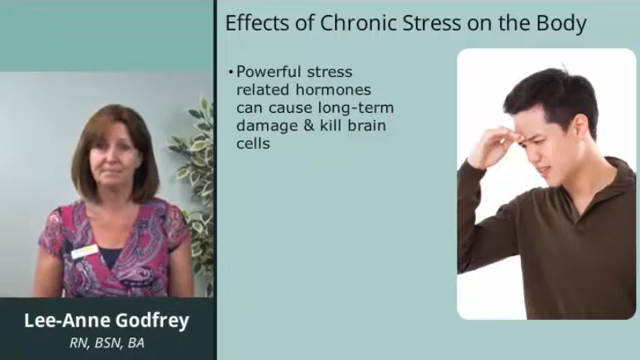 Effects of Chronic Stress on the Body
• Powerful stress
related hormones
can cause long-term
damage & kill brain
cells
Lee-Anne Godfrey
RN, BSN, BA